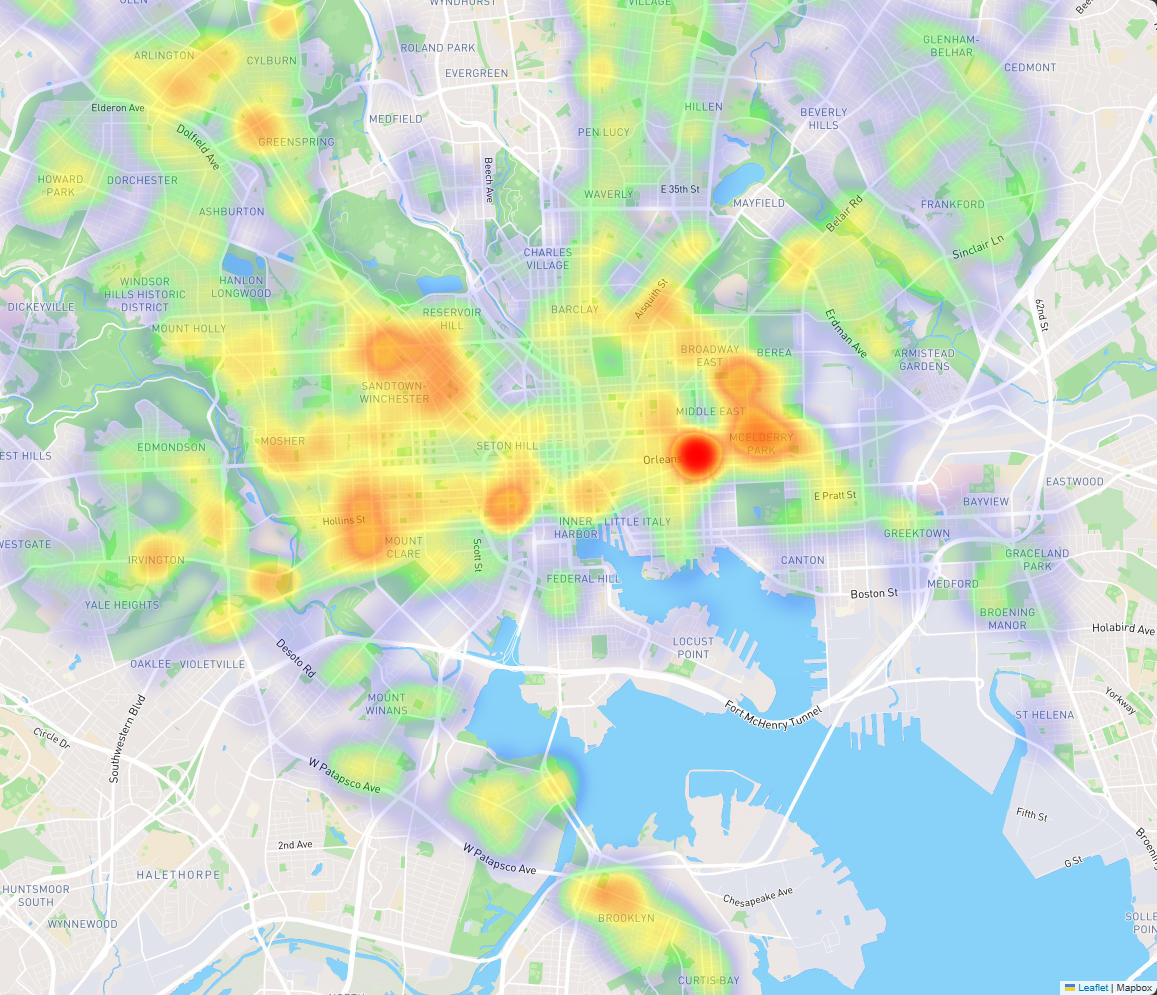 WYNDHURST
VILLAGE
ROLAND PARK
GLENHAM-
BELHAR
ARLINGTON
CYLBURN
EVERGREEN
CEDMONT
Elderon Ave
MEDFIELD
HILLEN
BEVERLY
HILLS
Dolfield Ave
GREENSPRING
PEN LUCY
HOWARD
PARK
DORCHESTER
Beech Ave
WAVERLY
E 35th St
MAYFIELD
Belair Rd
FRANKFORD
ASHBURTON
Sinclair Ln
CHARLES
VILLAGE
WINDSOR
HILLS HISTORIC
DISTRICT
HANLON
LONGWOOD
DICKEYVILLE
RESERVOIR
HILL
BARCLAY
Aisquith St
62nd St
MOUNT HOLLY
Erdman Ave
BROADWAY
EAST
BEREA
ARMISTEAD
GARDENS
SANDTOWN-
WINCHESTER
MIDDLE EAST
MOSHER
SETON HILL
MCELDERRY
PARK
EDMONDSON
EST HILLS
Orleans
EASTWOOD
E Pratt St
BAYVIEW
Hollins St
INNER
HARBOR
LITTLE ITALY
GREEKTOWN
WESTGATE
MOUNT
CLARE
Scott St
IRVINGTON
CANTON
GRACELAND
PARK
FEDERAL HILL
MEDFORD
Boston St
YALE HEIGHTS
BROENING
MANOR
Holabird Ave
LOCUST
POINT
OAKLEE
VIOLETVILLE
Desoto Rd
MOUNT
WINANS
Fort McHenry Tunnel
Yorkway
ST HELENA
Southwestern Blvd
Circle Dr
W Patapsco Ave
Fifth St
2nd Ave
W Patapsco Ave
G St
Broening
HALETHORPE
HUNTSMOOR
SOUTH
Chesapeake Ave
WYNNEWOOD
BROOKLYN
SOLLE
POIN
CURTIS BAY
Leaflet | Mapbox